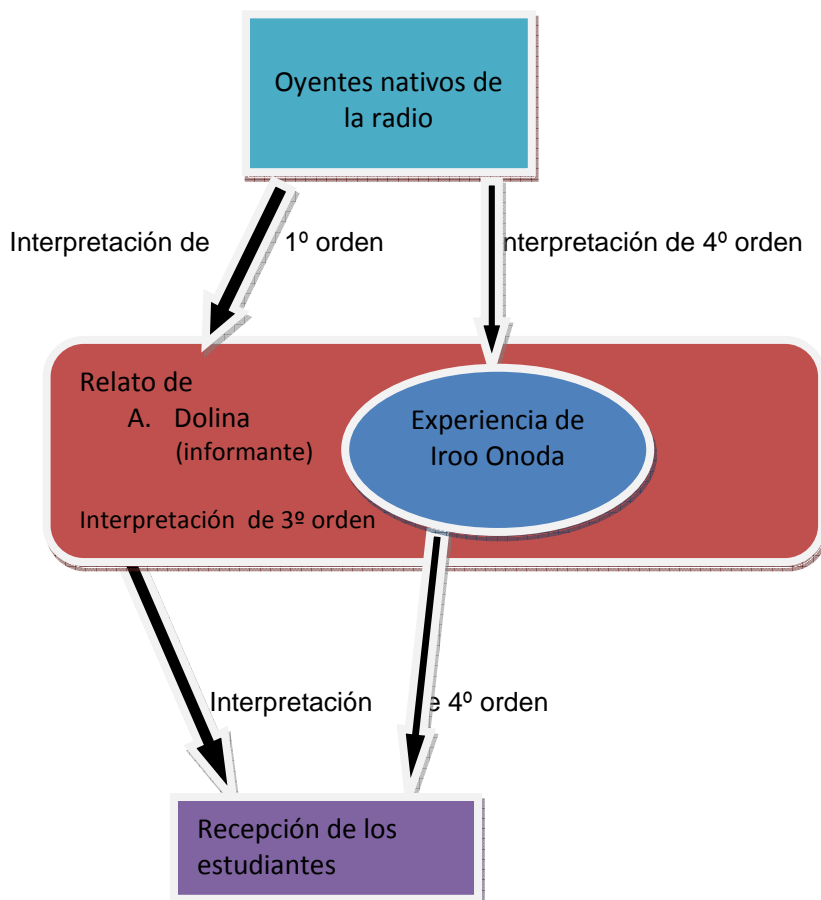 Oyentes nativos de
la radio
Interpretación de 1º orden
nterpretación de 4º orden
Relato de
A. Dolina
(informante)
Experiencia de
Iroo Onoda
Interpretación de 3º orden
Interpretación e 4º orden
Recepción de los
estudiantes